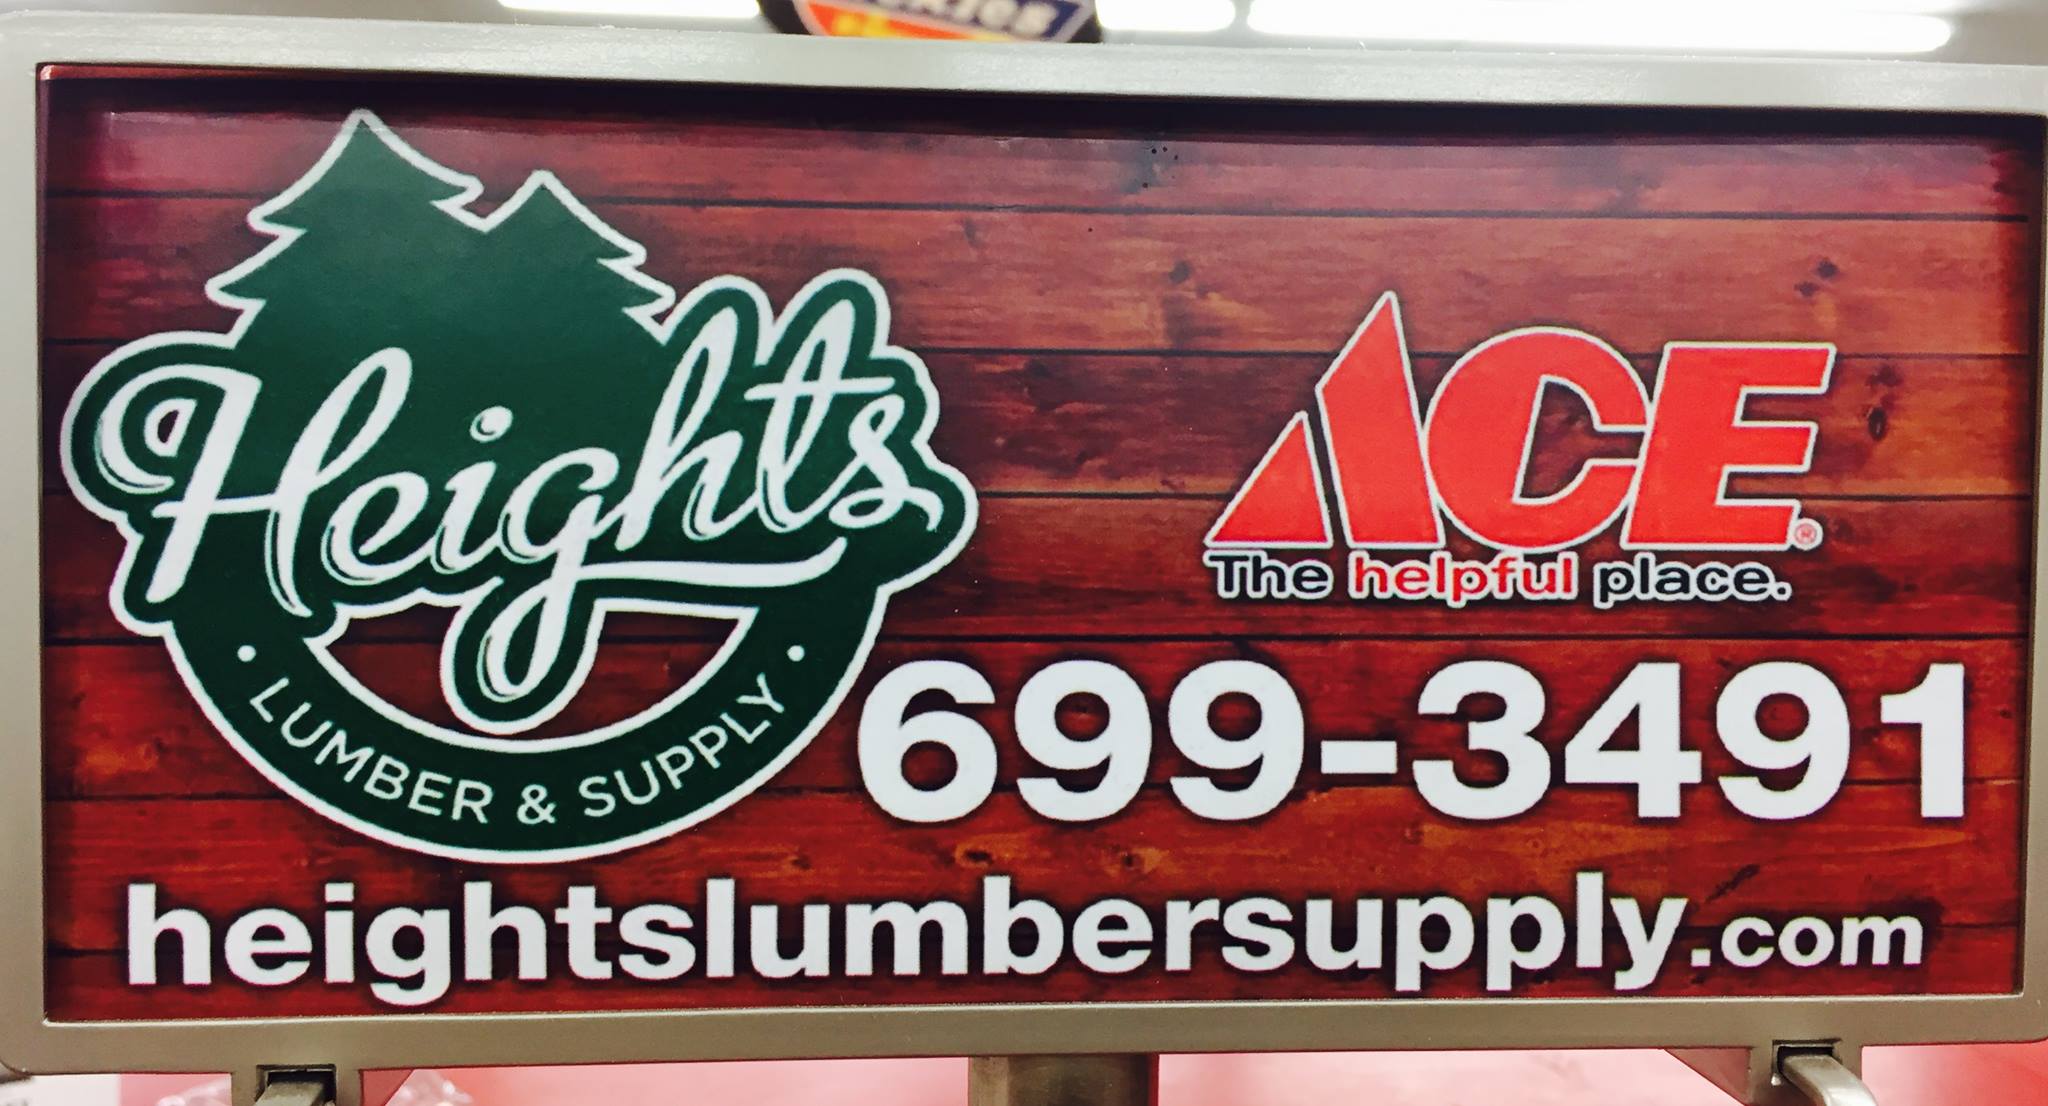 Heights
• LUMBER & SUPPLY •
ACE®
The helpful place.
699-3491
heightslumbersupply.com